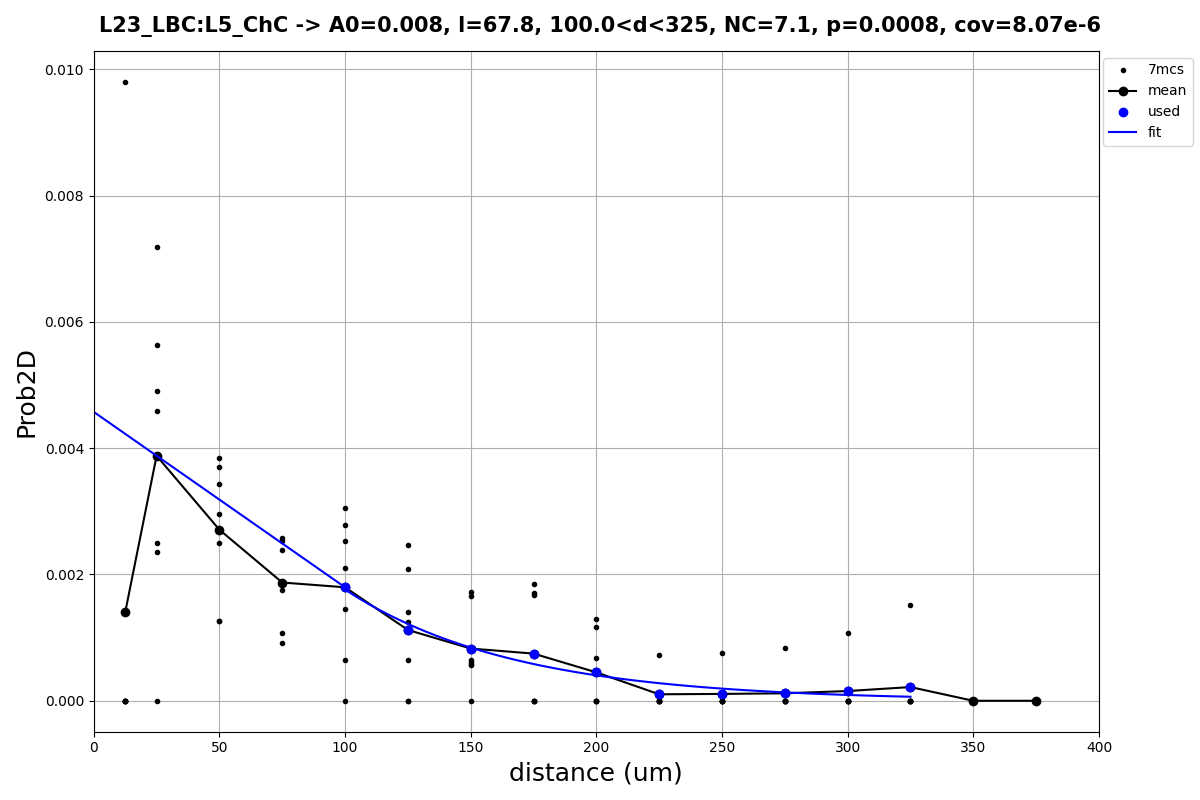 L23_LBC:L5_ChC -> A0=0.008, l=67.8, 100.0<d<325, NC=7.1, p=0.0008, cov=8.07e-6
7mcs
mean
used
fit
0.010
0.008
0.006
0.004
0.002
0.000
Prob2D
0 50 100 150 200 250 300 350 400
distance (um)